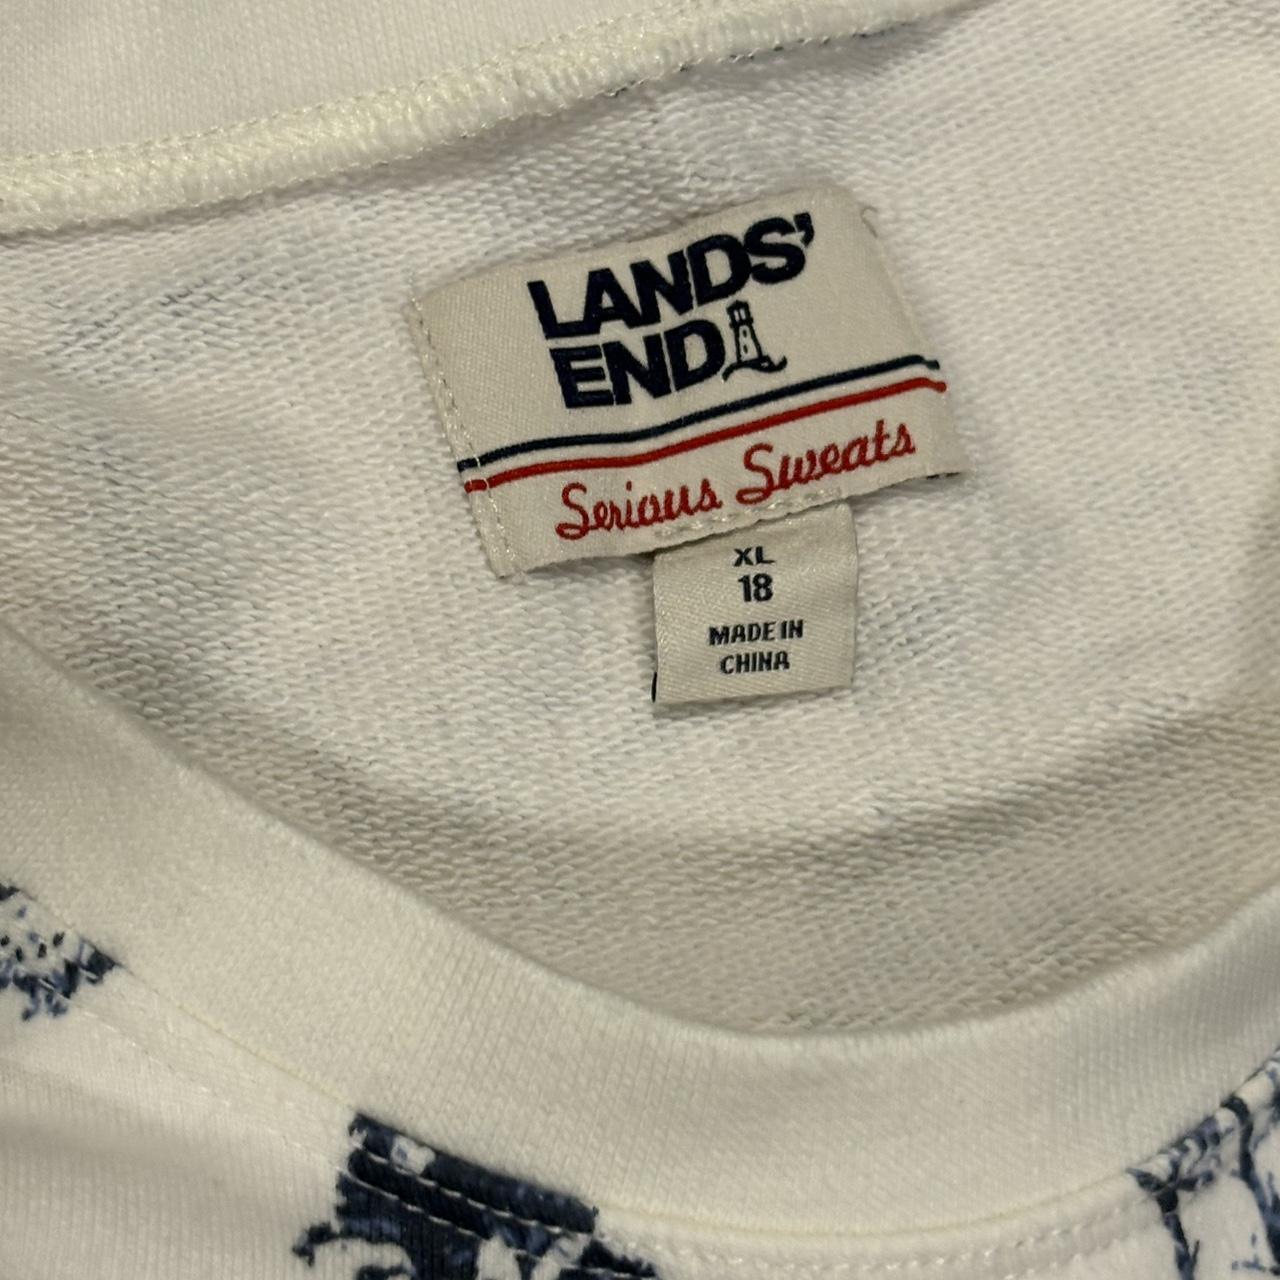 LANDS'
END
Serious Sweats
XL
18
MADE IN
CHINA